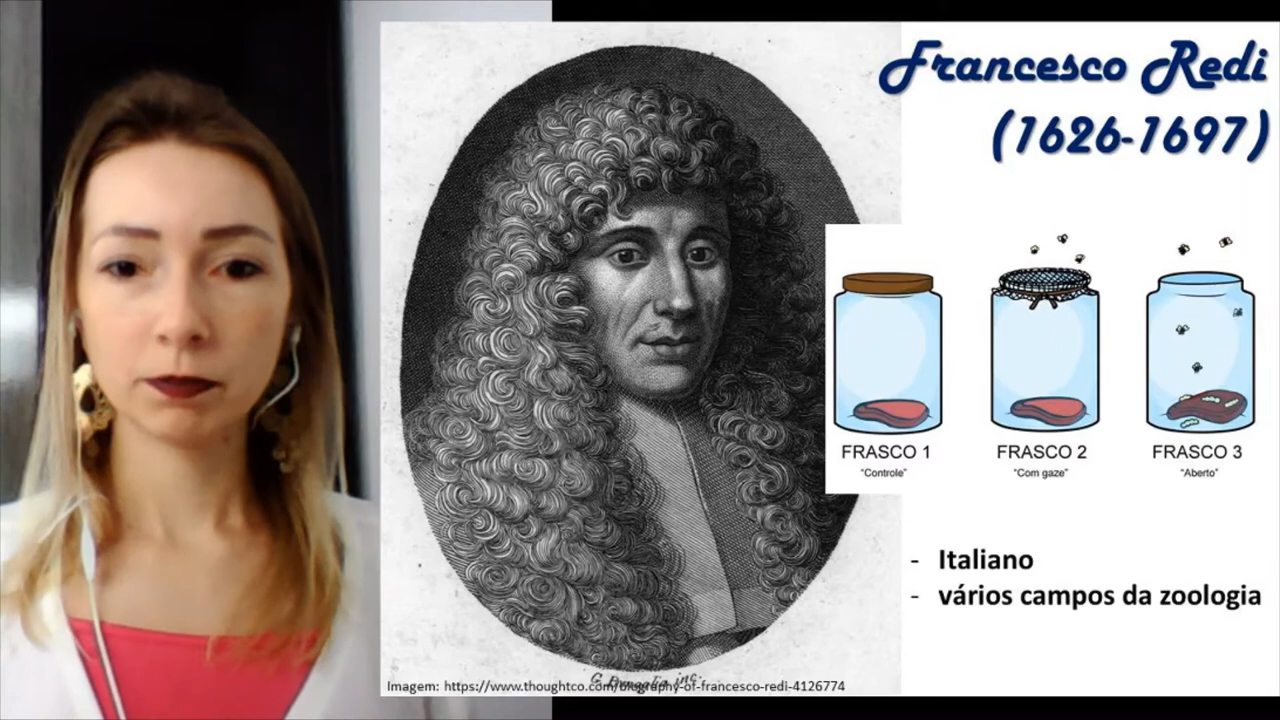 Francesco Redi
(1626-1697)
FRASCO 1
"Controle"
FRASCO 2
"Com gaze"
FRASCO 3
"Aberto"
- Italiano
- vários campos da zoologia
Imagem: https://www.thoughtco.com/biography-of-francesco-redi-4126774